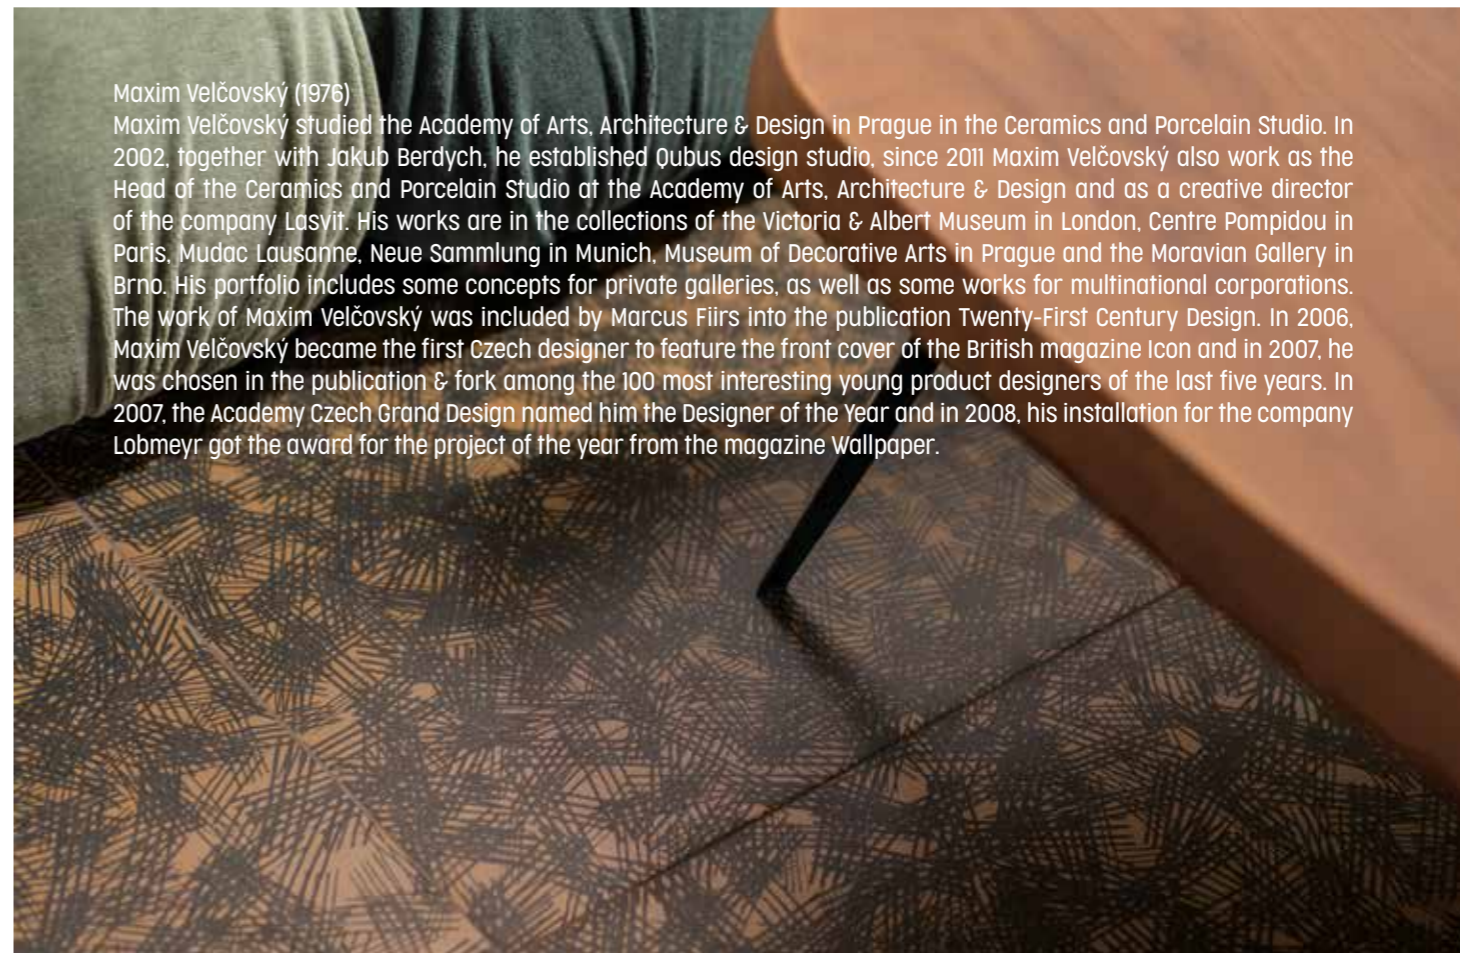 Maxim Velčovský (1976)
Maxim Velčovský studied the Academy of Arts, Architecture & Design in Prague in the Ceramics and Porcelain Studio. In
2002, together with Jakub Berdych, he established Qubus design studio, since 2011 Maxim Velčovský also work as the
Head of the Ceramics and Porcelain Studio at the Academy of Arts, Architecture & Design and as a creative director
of the company Lasvit. His works are in the collections of the Victoria & Albert Museum in London, Centre Pompidou in
Paris, Mudac Lausanne, Neue Sammlung in Munich, Museum of Decorative Arts in Prague and the Moravian Gallery in
Brno. His portfolio includes some concepts for private galleries, as well as some works for multinational corporations.
The work of Maxim Velčovský was included by Marcus Fiirs into the publication Twenty-First Century Design. In 2006,
Maxim Velčovský became the first Czech designer to feature the front cover of the British magazine Icon and in 2007, he
was chosen in the publication & fork among the 100 most interesting young product designers of the last five years. In
2007, the Academy Czech Grand Design named him the Designer of the Year and in 2008, his installation for the company
Lobmeyr got the award for the project of the year from the magazine Wallpaper.